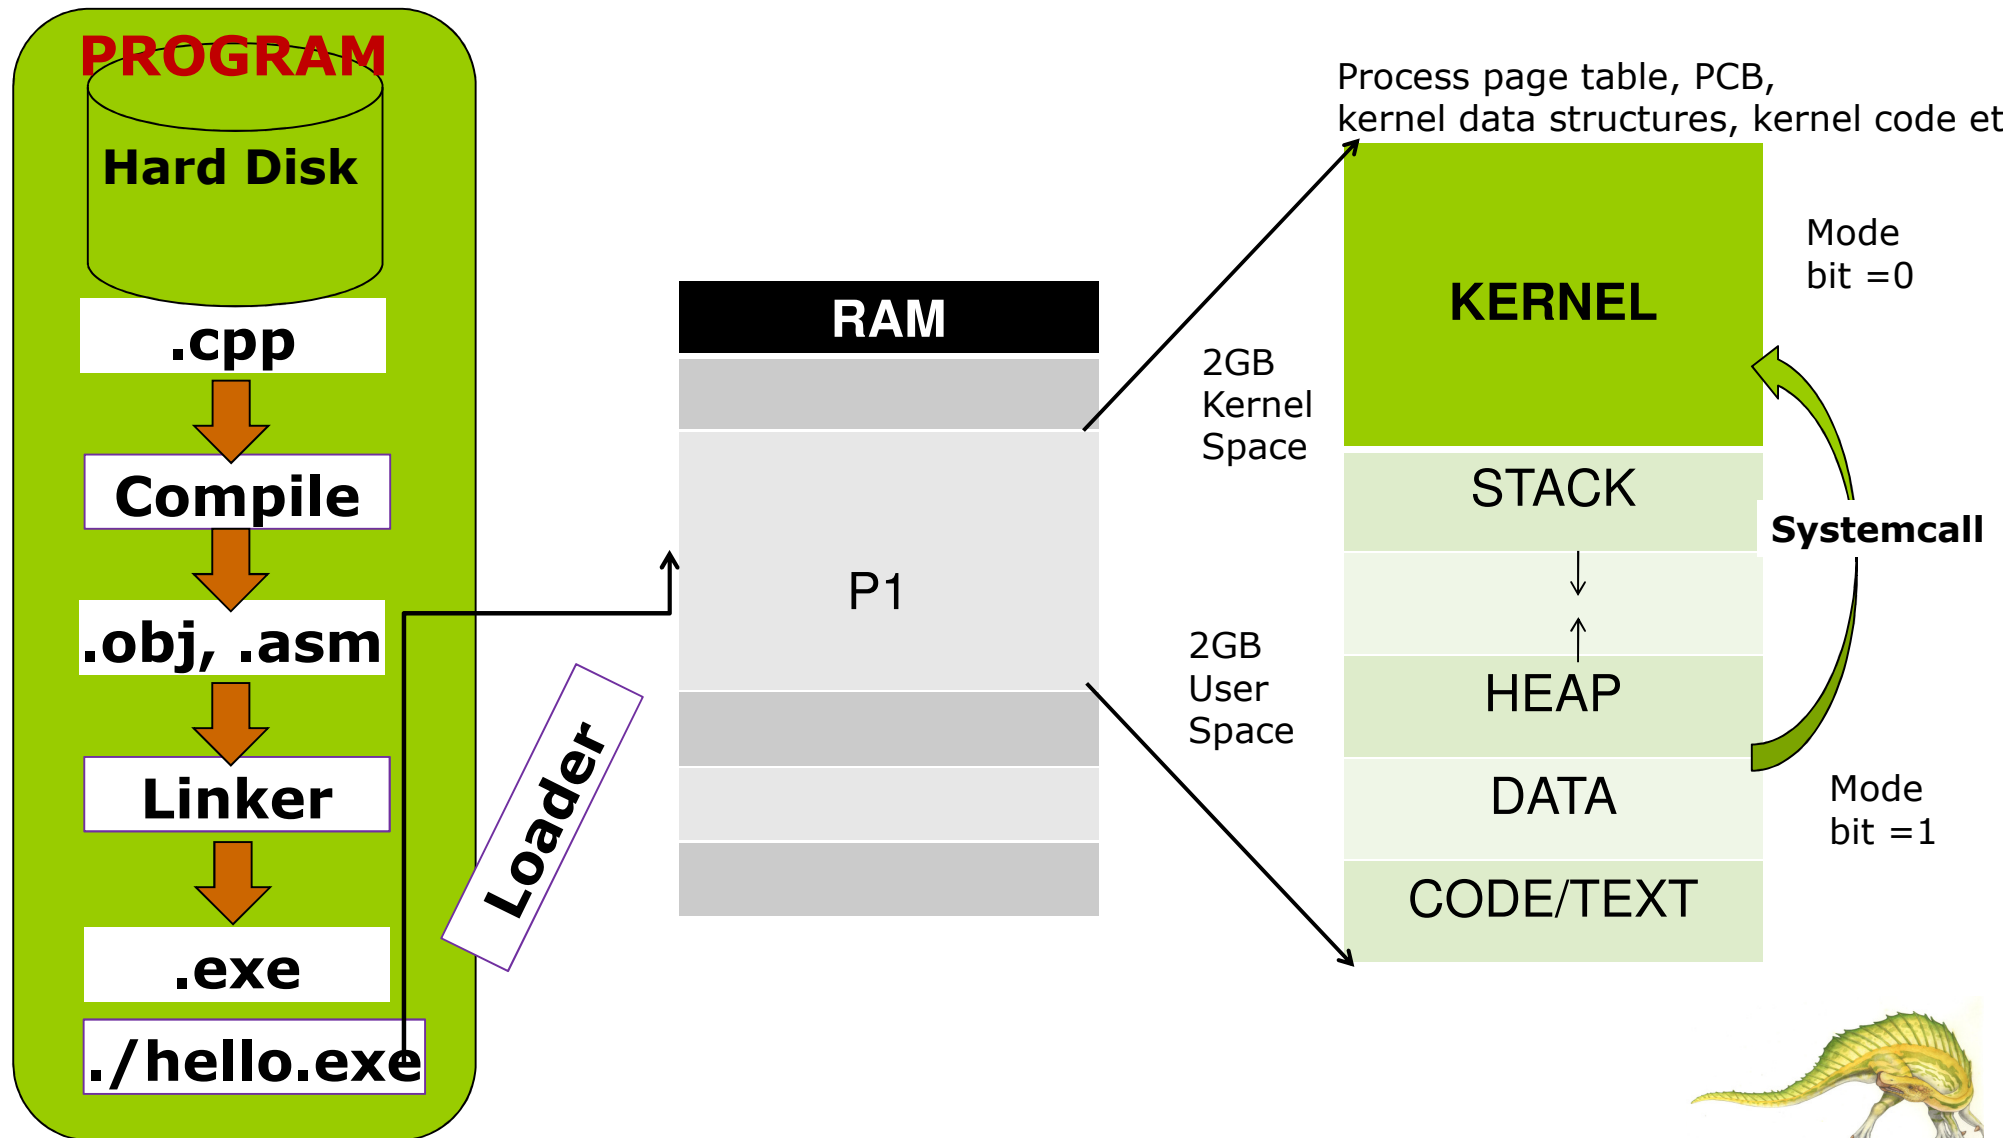 PROGRAM
Hard Disk
.cpp
Compile
.obj, .asm
Linker
.exe
./hello.exe
Loader
RAM
P1
Process page table, PCB,
kernel data structures, kernel code et
2GB
Kernel
Space
2GB
User
Space
KERNEL
STACK
HEAP
DATA
CODE/TEXT
Mode
bit =0
Systemcall
Mode
bit =1